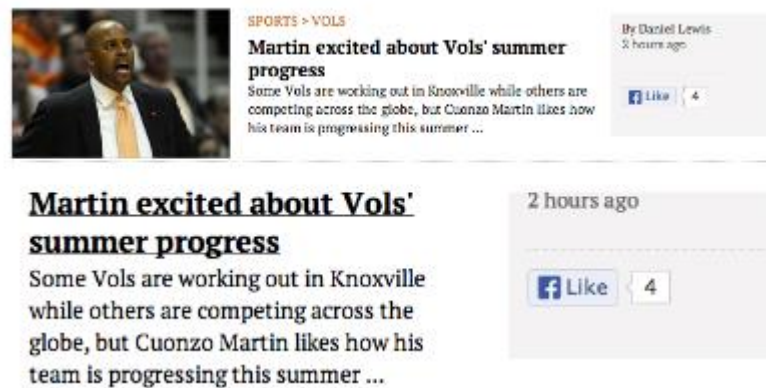 SPORTS > VOLS
Martin excited about Vols' summer
progress
Some Vols are working out in Knoxville while others are
competing across the globe, but Cuonzo Martin likes how
his team is progressing this summer ...
By Daniel Lewis
2 hours ago
Like 4
Martin excited about Vols'
summer progress
Some Vols are working out in Knoxville
while others are competing across the
globe, but Cuonzo Martin likes how his
team is progressing this summer ...
2 hours ago
Like 4